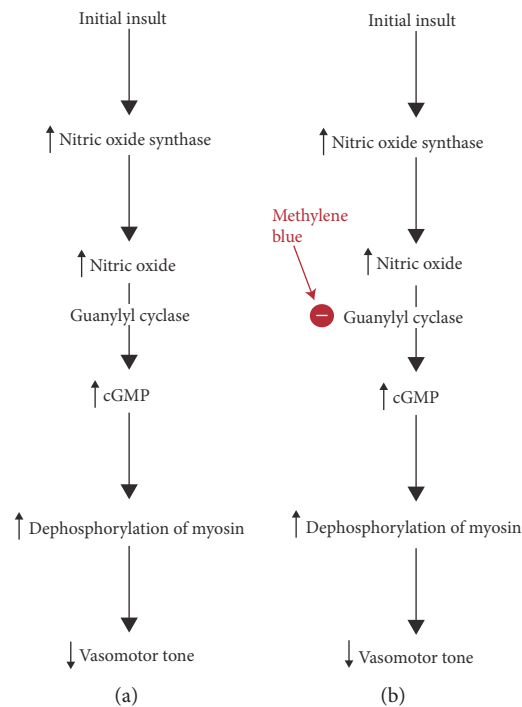 Initial insult
↑ Nitric oxide synthase
↑ Nitric oxide
Guanylyl cyclase
↑ cGMP
↑ Dephosphorylation of myosin
↓ Vasomotor tone
(a)
Initial insult
↑ Nitric oxide synthase
Methylene
blue
↑ Nitric oxide
− Guanylyl cyclase
↑ cGMP
↑ Dephosphorylation of myosin
↓ Vasomotor tone
(b)